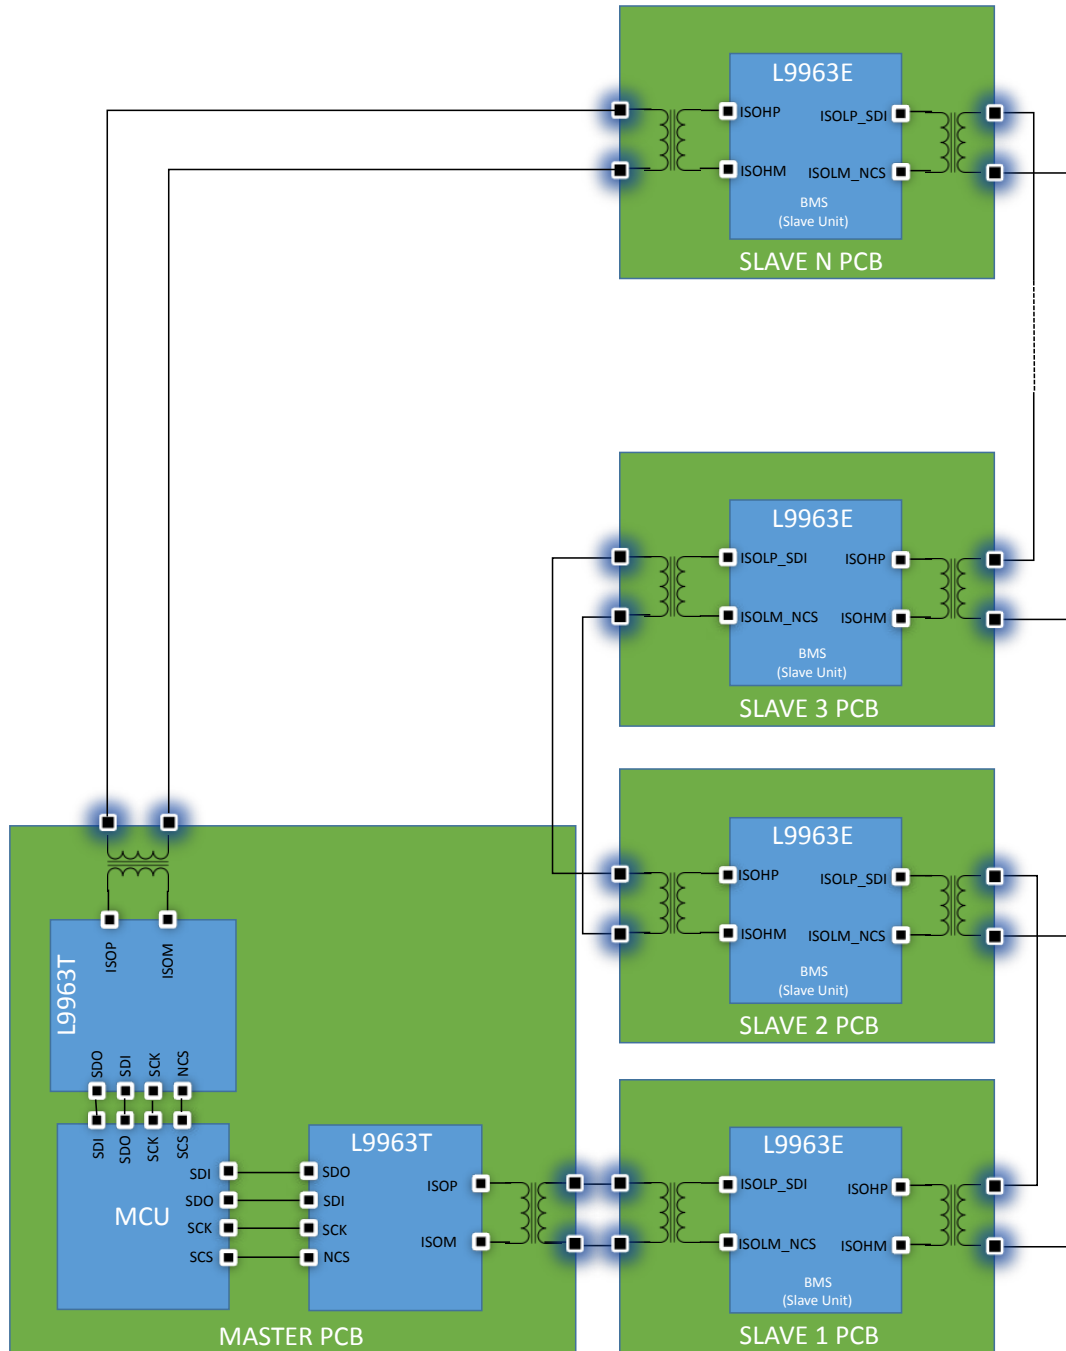 L9963E
ISOHP
ISOLP_SDI
ISOHM
ISOLM_NCS
BMS
(Slave Unit)
SLAVE N PCB
L9963E
ISOLP_SDI
ISOHP
ISOLM_NCS
ISOHM
BMS
(Slave Unit)
SLAVE 3 PCB
L9963E
ISOHP
ISOLP_SDI
ISOHM
ISOLM_NCS
BMS
(Slave Unit)
SLAVE 2 PCB
ISOP
ISOM
L9963T
SDO
SDI
SCK
NCS
SDI
SDO
SCK
SCS
MCU
SDI
SDO
SCK
SCS
L9963T
SDO
SDI
SCK
NCS
ISOP
ISOM
MASTER PCB
L9963E
ISOLP_SDI
ISOHP
ISOLM_NCS
ISOHM
BMS
(Slave Unit)
SLAVE 1 PCB